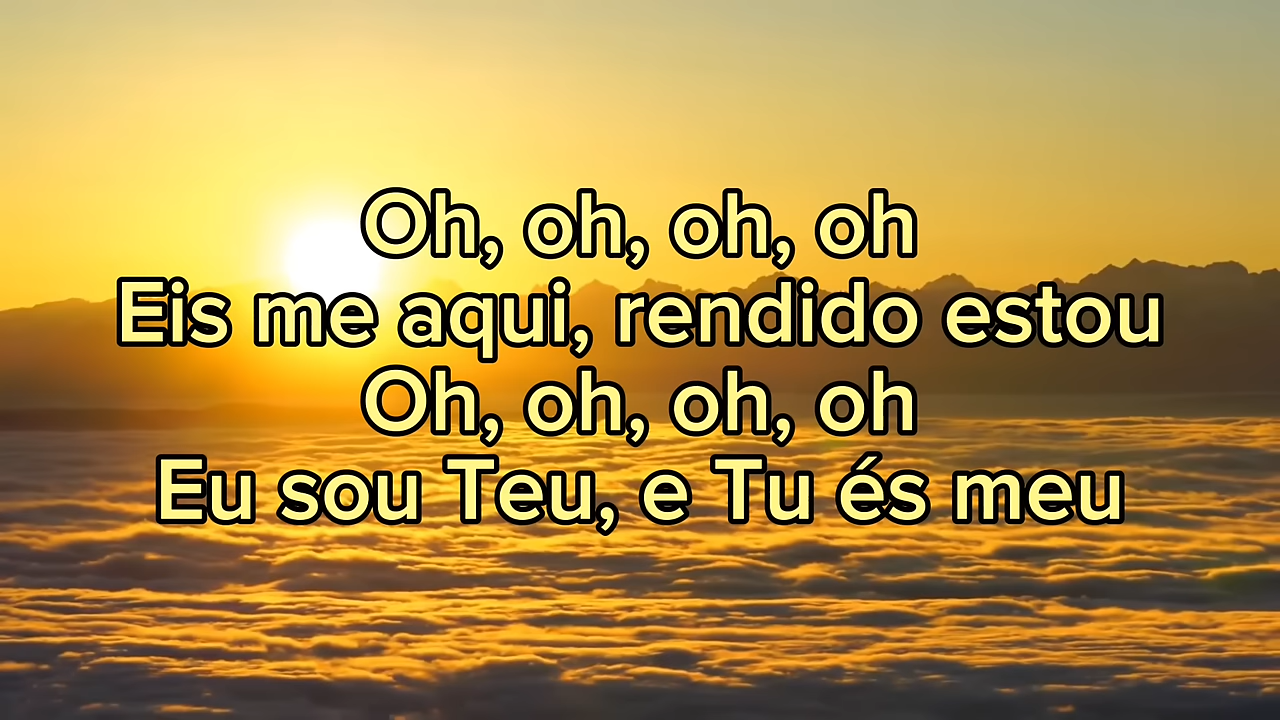 Oh, oh, oh, oh
Eis me aqui, rendido estou
Oh, oh, oh, oh
Eu sou Teu, e Tu és meu